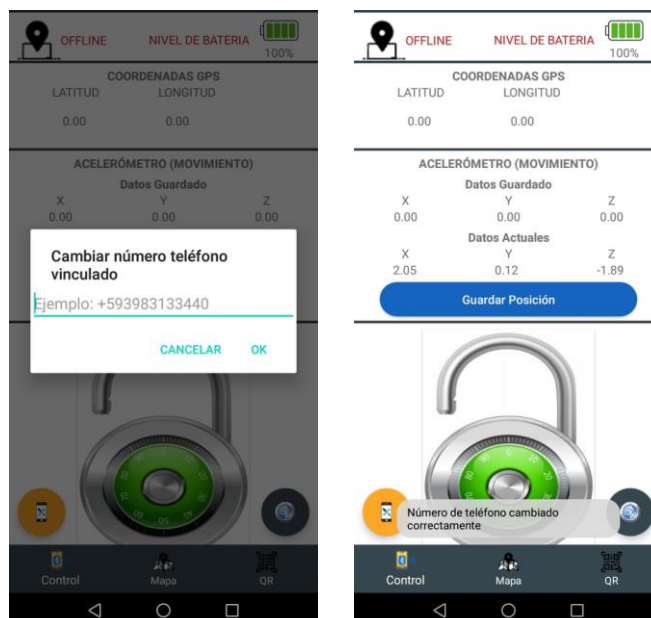 OFFLINE NIVEL DE BATERIA 100%
COORDENADAS GPS
LATITUD LONGITUD
0.00 0.00
ACELERÓMETRO (MOVIMIENTO)
Datos Guardado
X Y Z
0.00 0.00 0.00
Cambiar número teléfono
vinculado
Ejemplo: +593983133440
CANCELAR OK
Control Mapa QR
OFFLINE NIVEL DE BATERIA 100%
COORDENADAS GPS
LATITUD LONGITUD
0.00 0.00
ACELERÓMETRO (MOVIMIENTO)
Datos Guardado
X Y Z
0.00 0.00 0.00
Datos Actuales
X Y Z
2.05 0.12 -1.89
Guardar Posición
Número de teléfono cambiado
correctamente
Control Mapa QR